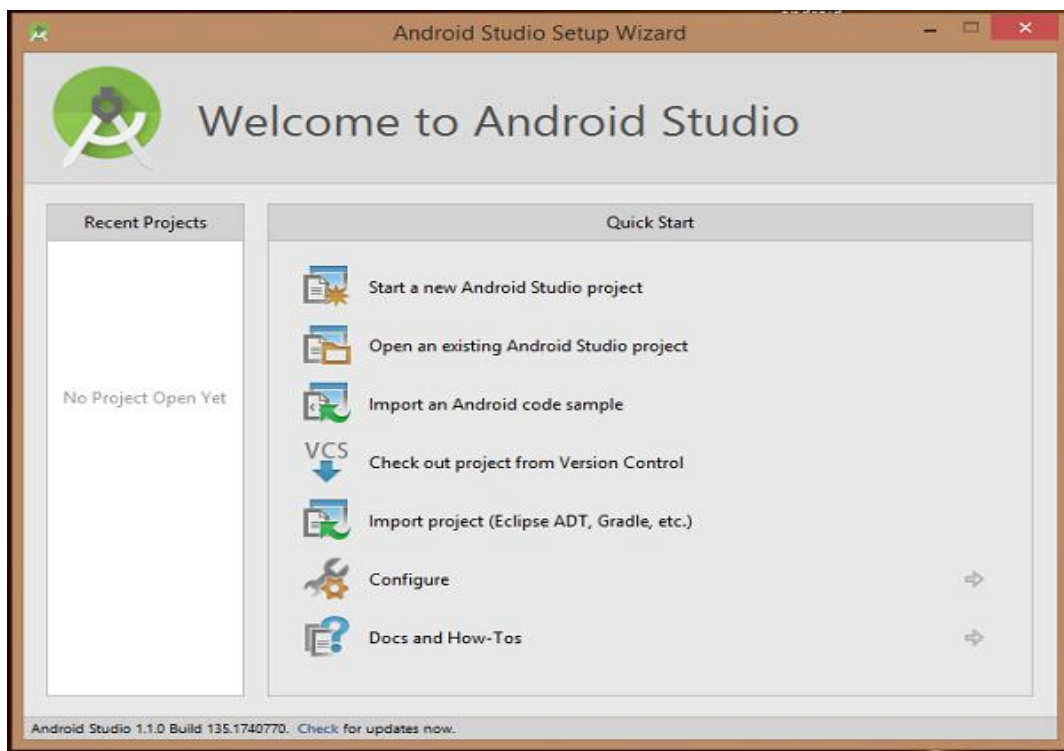 Android Studio Setup Wizard
Welcome to Android Studio
Recent Projects
No Project Open Yet
Quick Start
Start a new Android Studio project
Open an existing Android Studio project
Import an Android code sample
VCS
Check out project from Version Control
Import project (Eclipse ADT, Gradle, etc.)
Configure
Docs and How-Tos
Android Studio 1.1.0 Build 135.1740770. Check for updates now.